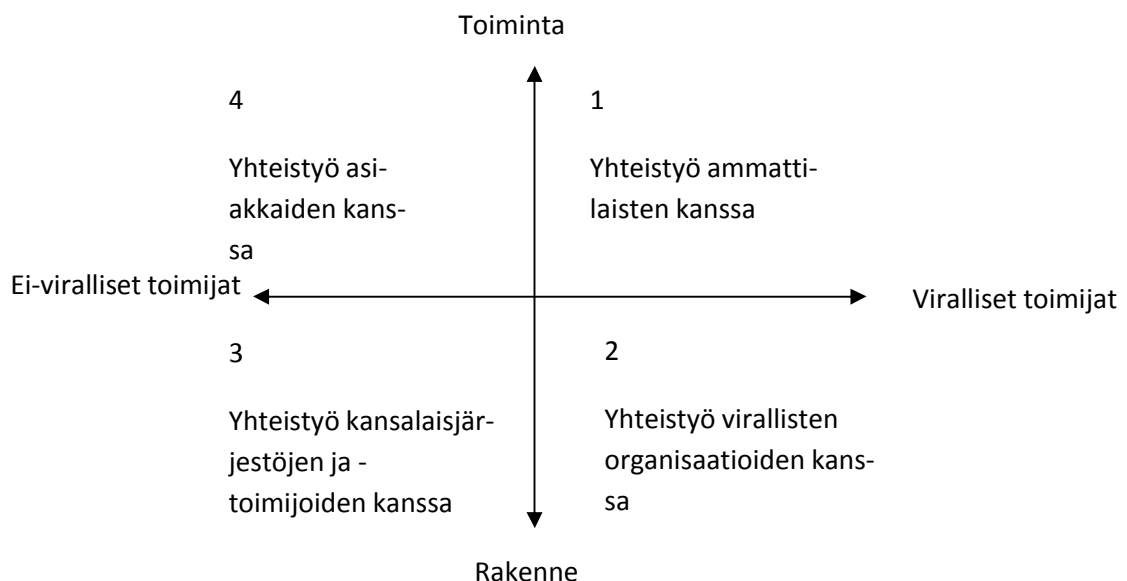 Toiminta
4
1
Yhteistyö asi-
akkaiden kans-
sa
Yhteistyö ammatti-
laisten kanssa
Ei-viralliset toimijat
Viralliset toimijat
3
2
Yhteistyö kansalaisjär-
jestöjen ja -
toimijoiden kanssa
Yhteistyö virallisten
organisaatioiden kans-
sa
Rakenne